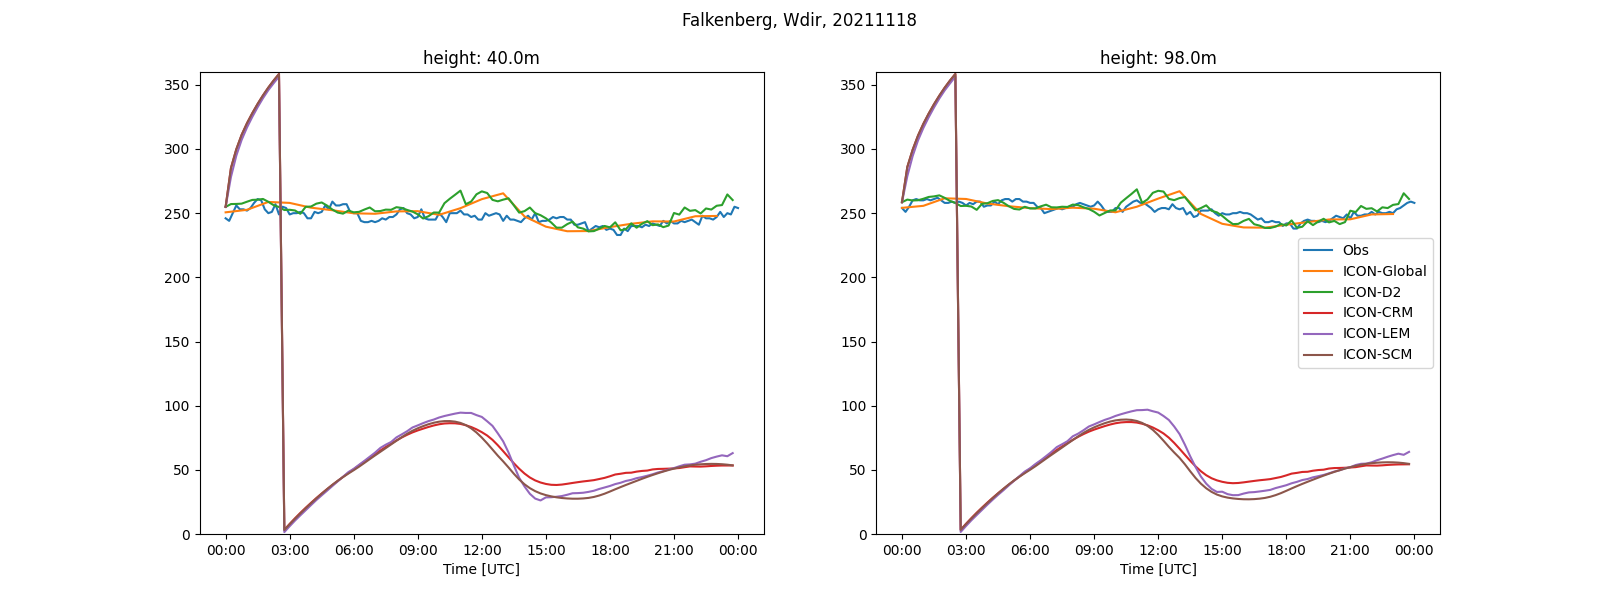 Falkenberg, Wdir, 20211118
height: 40.0m
350
300
250
200
150
100
50
0
00:00 03:00 06:00 09:00 12:00 15:00 18:00 21:00 00:00
Time [UTC]
height: 98.0m
350
300
250
200
150
100
50
0
00:00 03:00 06:00 09:00 12:00 15:00 18:00 21:00 00:00
Time [UTC]
Obs
ICON-Global
ICON-D2
ICON-CRM
ICON-LEM
ICON-SCM